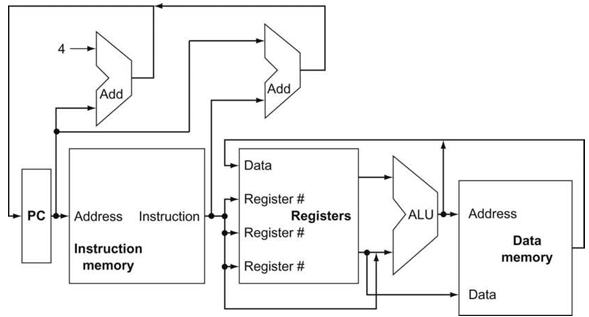 4
Add
Add
Data
PC
Address
Instruction
Instruction
memory
Register #
Registers
Register #
Register #
ALU
Address
Data
memory
Data